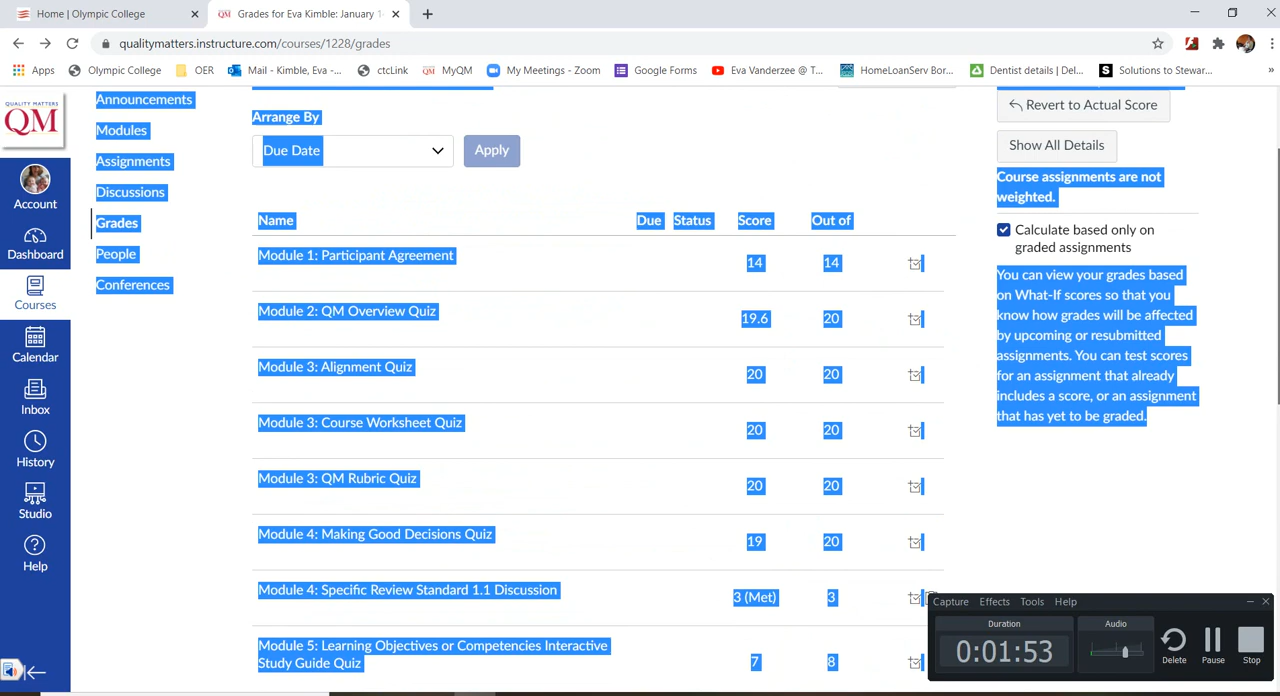 Home | Olympic College
QM Grades for Eva Kimble: January 1
qualitymatters.instructure.com/courses/1228/grades
Apps Olympic College OER Mail - Kimble, Eva -... ctcLink QM MyQM My Meetings - Zoom Google Forms Eva Vanderzee @ T... HomeLoanServ Bor... Dentist details | Del... S Solutions to Stewar... »
QUALITY MATTERS
QM
Account
Dashboard
Courses
Calendar
Inbox
History
Studio
Help
Announcements
Modules
Assignments
Discussions
Grades
People
Conferences
Arrange By
Due Date Apply
Name Due Status Score Out of
Module 1: Participant Agreement 14 14
Module 2: QM Overview Quiz 19.6 20
Module 3: Alignment Quiz 20 20
Module 3: Course Worksheet Quiz 20 20
Module 3: QM Rubric Quiz 20 20
Module 4: Making Good Decisions Quiz 19 20
Module 4: Specific Review Standard 1.1 Discussion 3 (Met) 3
Module 5: Learning Objectives or Competencies Interactive
Study Guide Quiz 7 8
Revert to Actual Score
Show All Details
Course assignments are not
weighted.
Calculate based only on
graded assignments
You can view your grades based
on What-If scores so that you
know how grades will be affected
by upcoming or resubmitted
assignments. You can test scores
for an assignment that already
includes a score, or an assignment
that has yet to be graded.
Capture Effects Tools Help
Duration Audio
0:01:53
Delete Pause Stop